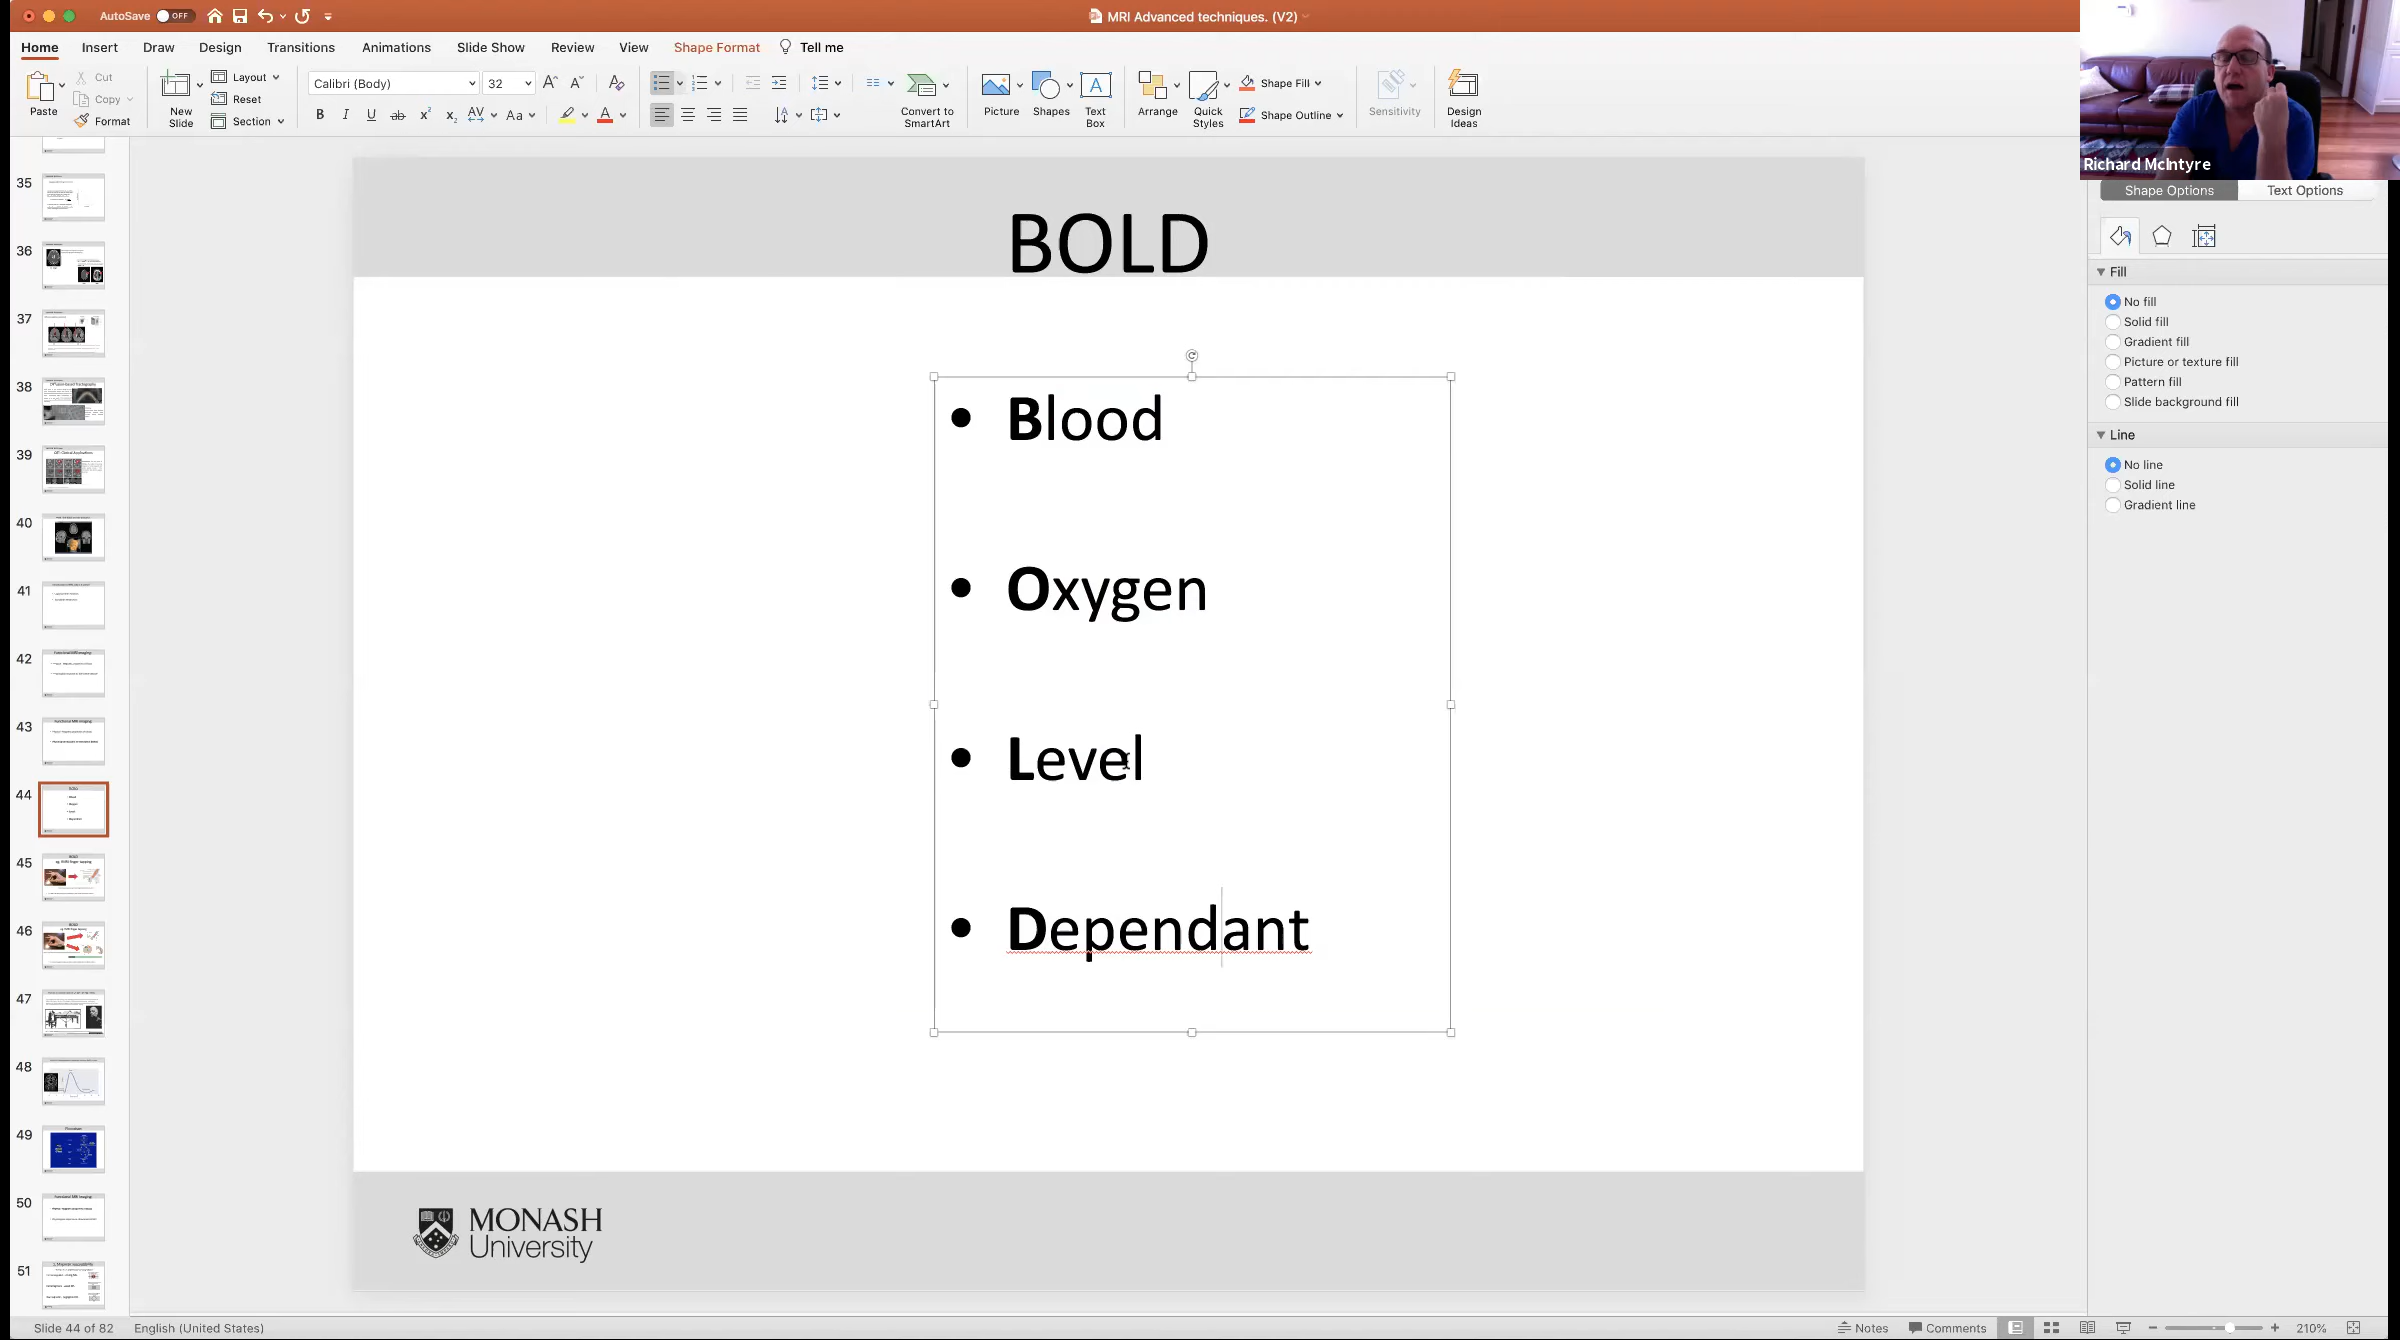 AutoSave OFF
MRI Advanced techniques. (V2)
Home Insert Draw Design Transitions Animations Slide Show Review View Shape Format Tell me
Paste
Cut
Copy
Format
New
Slide
Layout
Reset
Section
Calibri (Body) 32
Convert to
SmartArt
Picture
Shapes
Text
Box
Arrange
Quick
Styles
Shape Fill
Shape Outline
Sensitivity
Design
Ideas
Richard McIntyre
Shape Options Text Options
Fill
No fill
Solid fill
Gradient fill
Picture or texture fill
Pattern fill
Slide background fill
Line
No line
Solid line
Gradient line
35
36
37
38
39
40
41
42
43
44
45
46
47
48
49
50
51
BOLD
• Blood
• Oxygen
• Level
• Dependant
MONASH
University
Slide 44 of 82 English (United States)
Notes Comments 210%